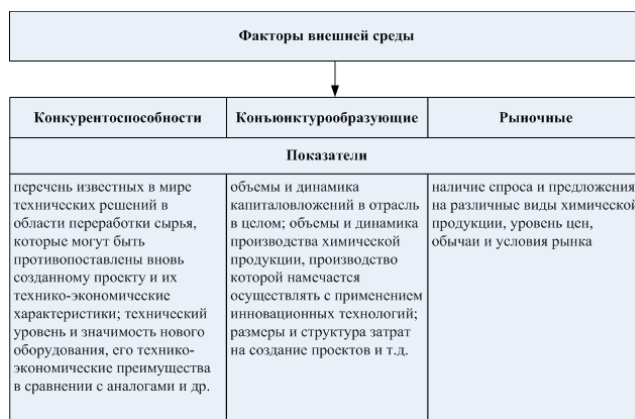 Факторы внешней среды
Конкурентоспособности
Конъюнктурообразующие
Рыночные
Показатели
перечень известных в мире
технических решений в
области переработки сырья,
которые могут быть
противопоставлены вновь
созданному проекту и их
технико-экономические
характеристики; технический
уровень и значимость нового
оборудования, его технико-
экономические преимущества
в сравнении с аналогами и др.
объемы и динамика
капиталовложений в отрасль
в целом; объемы и динамика
производства химической
продукции, производство
которой намечается
осуществлять с применением
инновационных технологий;
размеры и структура затрат
на создание проектов и т.д.
наличие спроса и предложения
на различные виды химической
продукции, уровень цен,
обычаи и условия рынка